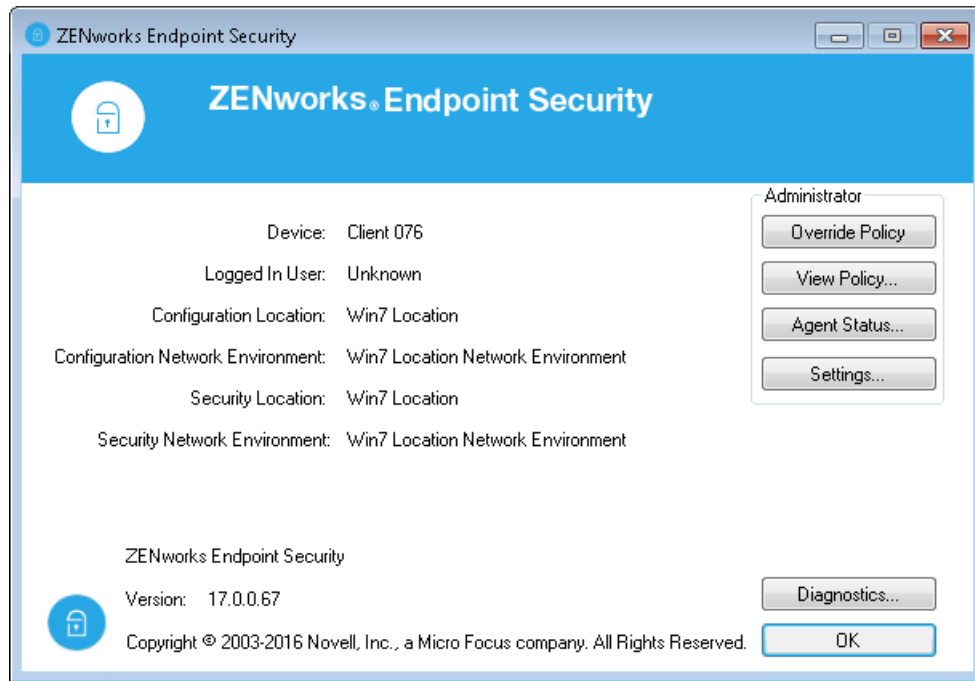 ZENworks Endpoint Security
ZENworks® Endpoint Security
Administrator
Device: Client 076
Override Policy
Logged In User: Unknown
View Policy...
Configuration Location: Win7 Location
Agent Status...
Configuration Network Environment: Win7 Location Network Environment
Settings...
Security Location: Win7 Location
Security Network Environment: Win7 Location Network Environment
ZENworks Endpoint Security
Version: 17.0.0.67
Diagnostics...
Copyright © 2003-2016 Novell, Inc., a Micro Focus company. All Rights Reserved.
OK